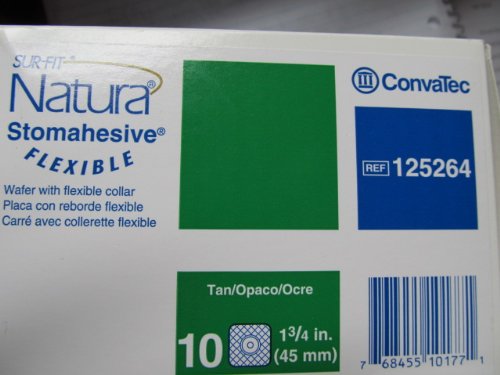 SUR-FIT®
Natura®
Stomahesive®
FLEXIBLE
Wafer with flexible collar
Placa con reborde flexible
Carré avec collerette flexible
ConvaTec
REF 125264
Tan/Opaco/Ocre
10
1 3/4 in.
(45 mm)
7 68455 10177 1